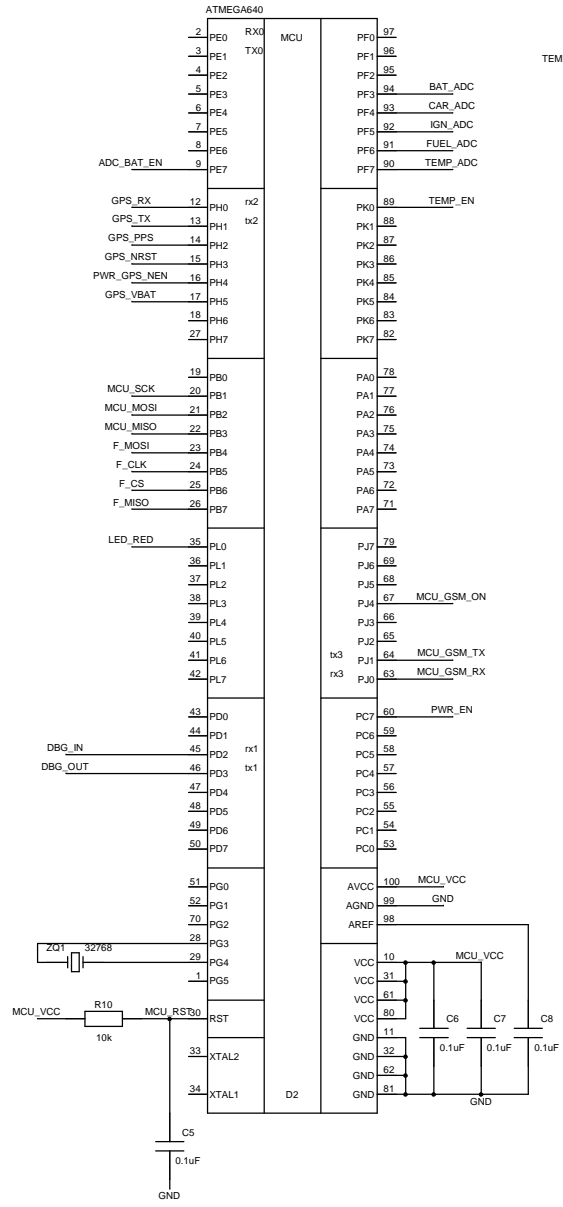 ATMEGA640
TEM
2 PE0 RX0 MCU PF0 97
3 PE1 TX0 PF1 96
4 PE2 PF2 95
5 PE3 PF3 94 BAT_ADC
6 PE4 PF4 93 CAR_ADC
7 PE5 PF5 92 IGN_ADC
8 PE6 PF6 91 FUEL_ADC
ADC_BAT_EN 9 PE7 PF7 90 TEMP_ADC
GPS_RX 12 PH0 rx2 PK0 89 TEMP_EN
GPS_TX 13 PH1 tx2 PK1 88
GPS_PPS 14 PH2 PK2 87
GPS_NRST 15 PH3 PK3 86
PWR_GPS_NEN 16 PH4 PK4 85
GPS_VBAT 17 PH5 PK5 84
18 PH6 PK6 83
27 PH7 PK7 82
19 PB0 PA0 78
MCU_SCK 20 PB1 PA1 77
MCU_MOSI 21 PB2 PA2 76
MCU_MISO 22 PB3 PA3 75
F_MOSI 23 PB4 PA4 74
F_CLK 24 PB5 PA5 73
F_CS 25 PB6 PA6 72
F_MISO 26 PB7 PA7 71
LED_RED 35 PL0 PJ7 79
36 PL1 PJ6 69
37 PL2 PJ5 68
38 PL3 PJ4 67 MCU_GSM_ON
39 PL4 PJ3 66
40 PL5 PJ2 65
41 PL6 tx3 PJ1 64 MCU_GSM_TX
42 PL7 rx3 PJ0 63 MCU_GSM_RX
43 PD0 PC7 60 PWR_EN
44 PD1 PC6 59
DBG_IN 45 PD2 rx1 PC5 58
DBG_OUT 46 PD3 tx1 PC4 57
47 PD4 PC3 56
48 PD5 PC2 55
49 PD6 PC1 54
50 PD7 PC0 53
51 PG0 AVCC 100 MCU_VCC
52 PG1 AGND 99 GND
70 PG2 AREF 98
28 PG3
ZQ1 32768 29 PG4 VCC 10 MCU_VCC
1 PG5 VCC 31
VCC 61
MCU_VCC R10 MCU_RST 30 RST VCC 80 C6 C7 C8
10k GND 11 0.1uF 0.1uF 0.1uF
33 XTAL2 GND 32
GND 62
34 XTAL1 D2 GND 81
GND
C5
0.1uF
GND